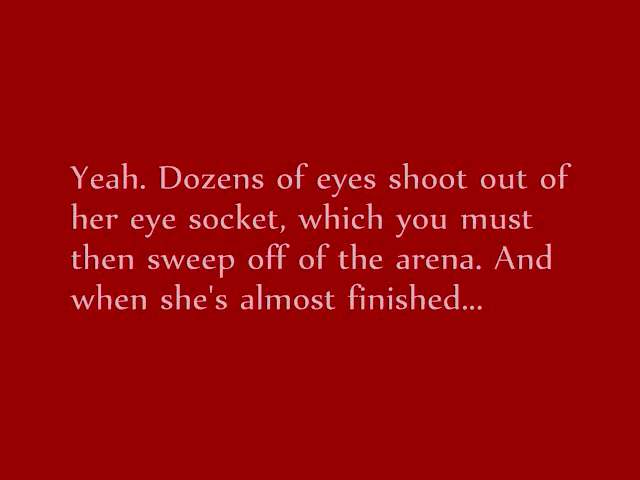 Yeah. Dozens of eyes shoot out of
her eye socket, which you must
then sweep off of the arena. And
when she's almost finished...